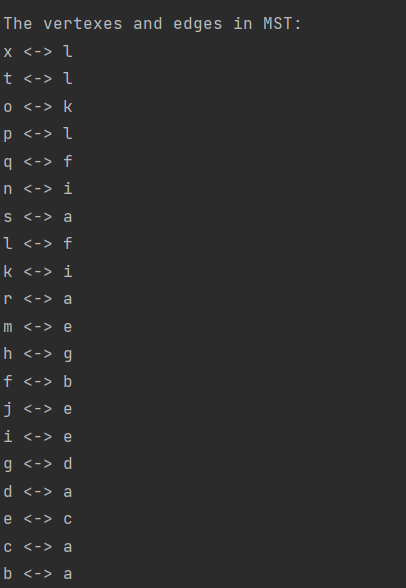 The vertexes and edges in MST:
x <-> l
t <-> l
o <-> k
p <-> l
q <-> f
n <-> i
s <-> a
l <-> f
k <-> i
r <-> a
m <-> e
h <-> g
f <-> b
j <-> e
i <-> e
g <-> d
d <-> a
e <-> c
c <-> a
b <-> a